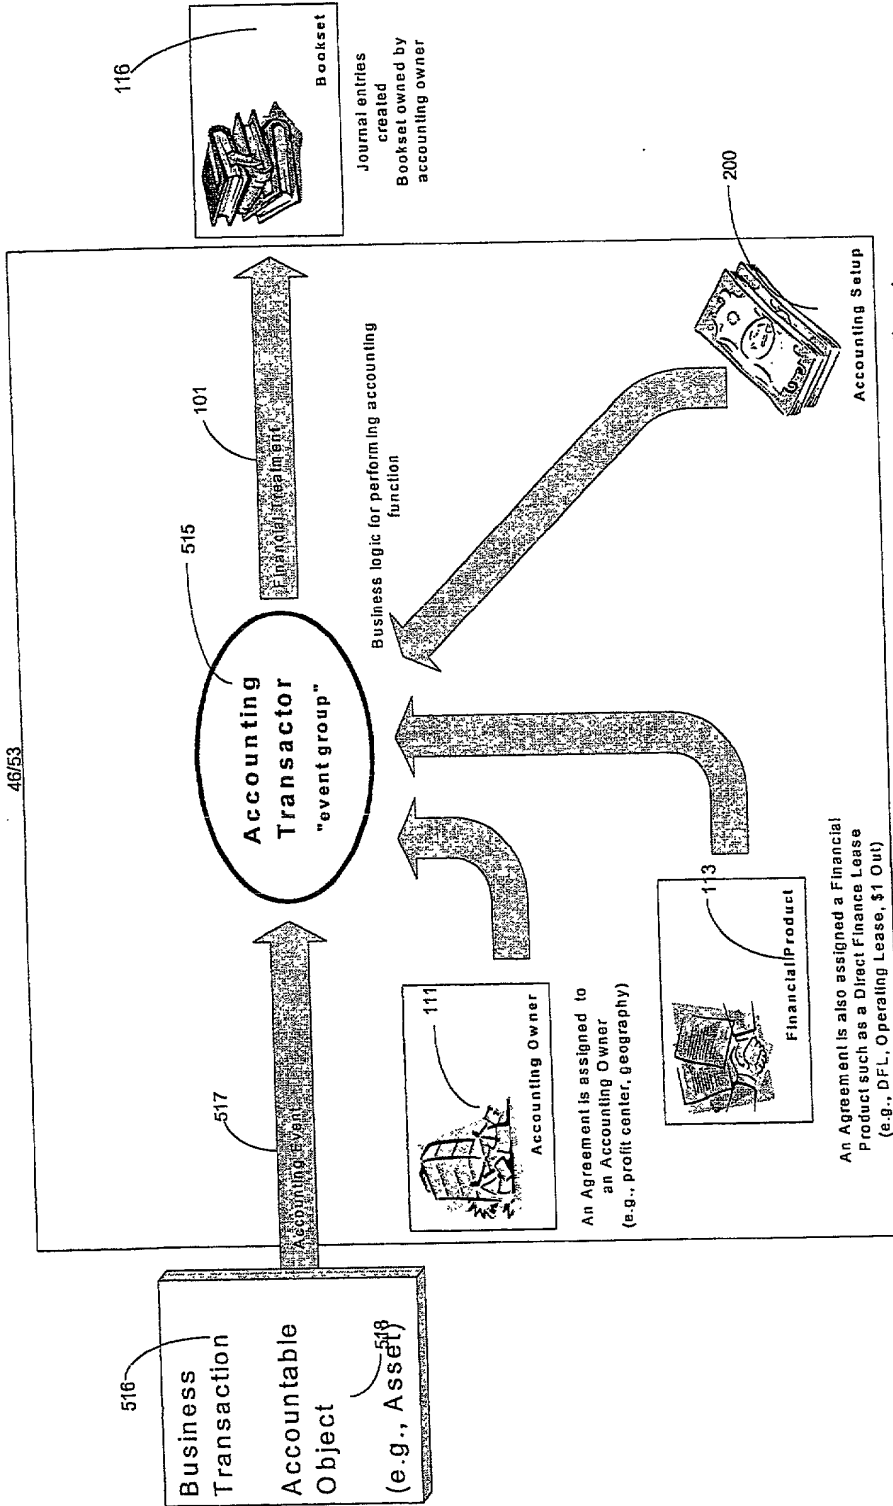 46/53
516
Business
Transaction
Accountable
Object
518
(e.g., Asset)
517
Accounting Event
515
Accounting
Transactor
"event group"
101
Financial Treatment
116
Bookset
Journal entries
created
Bookset owned by
accounting owner
Business logic for performing accounting
function
111
Accounting Owner
An Agreement is assigned to
an Accounting Owner
(e.g., profit center, geography)
113
Financial Product
An Agreement is also assigned a Financial
Product such as a Direct Finance Lease
(e.g., DFL, Operating Lease, $1 Out)
200
Accounting Setup